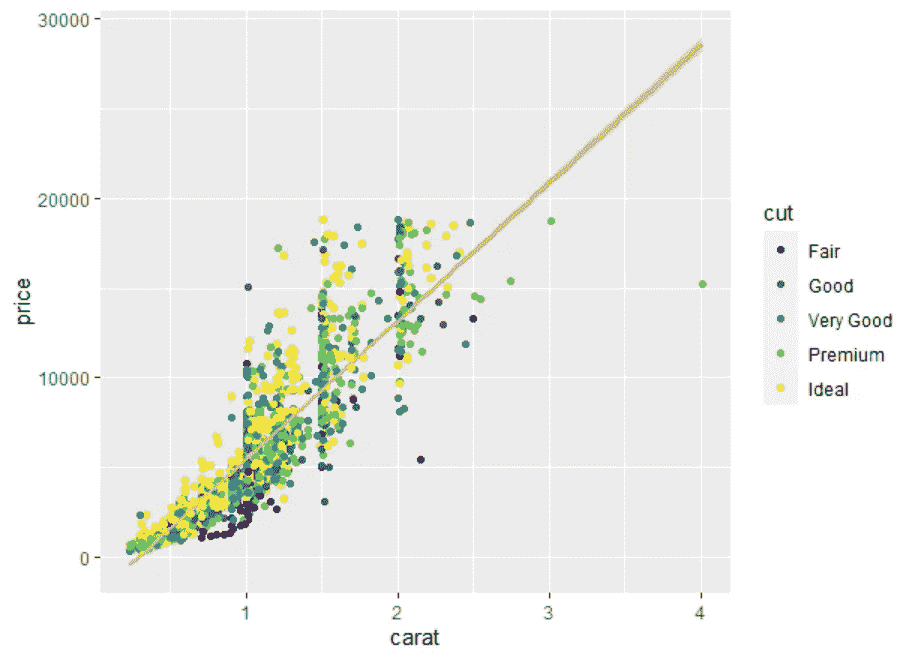 30000
20000
10000
0
price
1
2
3
4
carat
cut
Fair
Good
Very Good
Premium
Ideal